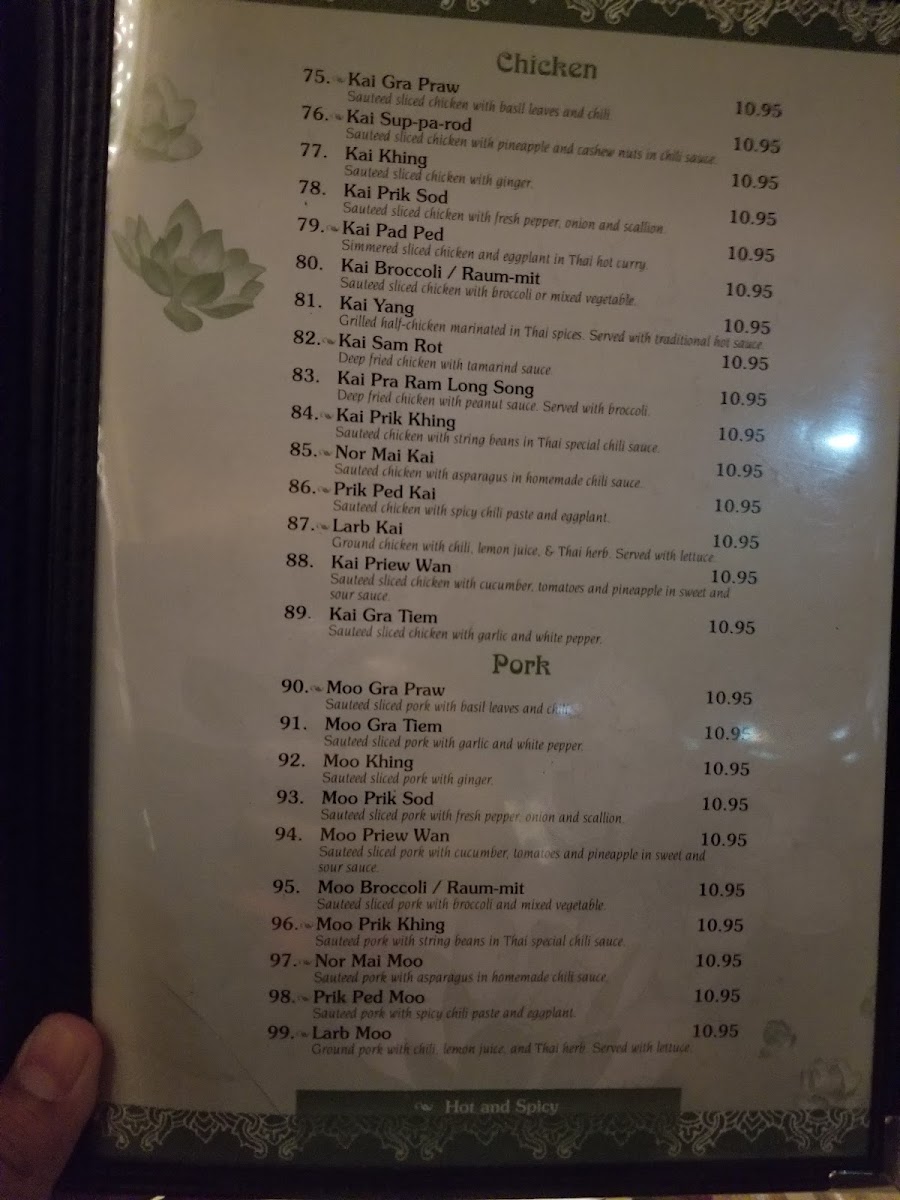 Chicken
75. Kai Gra Praw 10.95
Sauteed sliced chicken with basil leaves and chili.
76. Kai Sup-pa-rod 10.95
Sauteed sliced chicken with pineapple and cashew nuts in chili sauce.
77. Kai Khing 10.95
Sauteed sliced chicken with ginger.
78. Kai Prik Sod 10.95
Sauteed sliced chicken with fresh pepper, onion and scallion.
79. Kai Pad Ped 10.95
Simmered sliced chicken and eggplant in Thai hot curry.
80. Kai Broccoli / Raum-mit 10.95
Sauteed sliced chicken with broccoli or mixed vegetable.
81. Kai Yang 10.95
Grilled half-chicken marinated in Thai spices. Served with traditional hot sauce.
82. Kai Sam Rot 10.95
Deep fried chicken with tamarind sauce.
83. Kai Pra Ram Long Song 10.95
Deep fried chicken with peanut sauce. Served with broccoli.
84. Kai Prik Khing 10.95
Sauteed chicken with string beans in Thai special chili sauce.
85. Nor Mai Kai 10.95
Sauteed chicken with asparagus in homemade chili sauce.
86. Prik Ped Kai 10.95
Sauteed chicken with spicy chili paste and eggplant.
87. Larb Kai 10.95
Ground chicken with chili, lemon juice, & Thai herb. Served with lettuce.
88. Kai Priew Wan 10.95
Sauteed sliced chicken with cucumber, tomatoes and pineapple in sweet and
sour sauce.
89. Kai Gra Tiem 10.95
Sauteed sliced chicken with garlic and white pepper.
Pork
90. Moo Gra Praw 10.95
Sauteed sliced pork with basil leaves and chili.
91. Moo Gra Tiem 10.95
Sauteed sliced pork with garlic and white pepper.
92. Moo Khing 10.95
Sauteed sliced pork with ginger.
93. Moo Prik Sod 10.95
Sauteed sliced pork with fresh pepper, onion and scallion.
94. Moo Priew Wan 10.95
Sauteed sliced pork with cucumber, tomatoes and pineapple in sweet and
sour sauce.
95. Moo Broccoli / Raum-mit 10.95
Sauteed sliced pork with broccoli and mixed vegetable.
96. Moo Prik Khing 10.95
Sauteed pork with string beans in Thai special chili sauce.
97. Nor Mai Moo 10.95
Sauteed pork with asparagus in homemade chili sauce.
98. Prik Ped Moo 10.95
Sauteed pork with spicy chili paste and eggplant.
99. Larb Moo 10.95
Ground pork with chili, lemon juice, and Thai herb. Served with lettuce.
Hot and Spicy